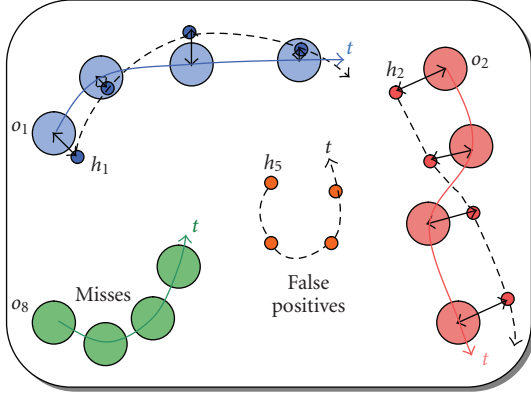 t
o1
h1
h2
o2
h5
t
o8
Misses
t
False
positives
t